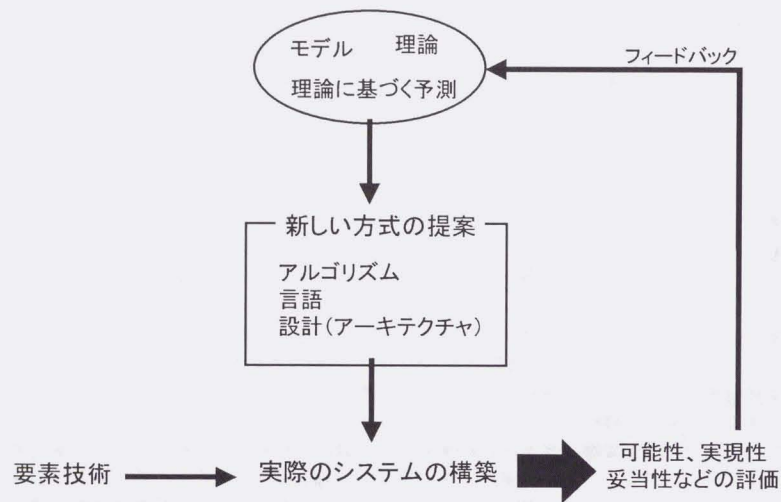 モデル 理論
理論に基づく予測
フィードバック
新しい方式の提案
アルゴリズム
言語
設計(アーキテクチャ)
要素技術
実際のシステムの構築
可能性、実現性
妥当性などの評価